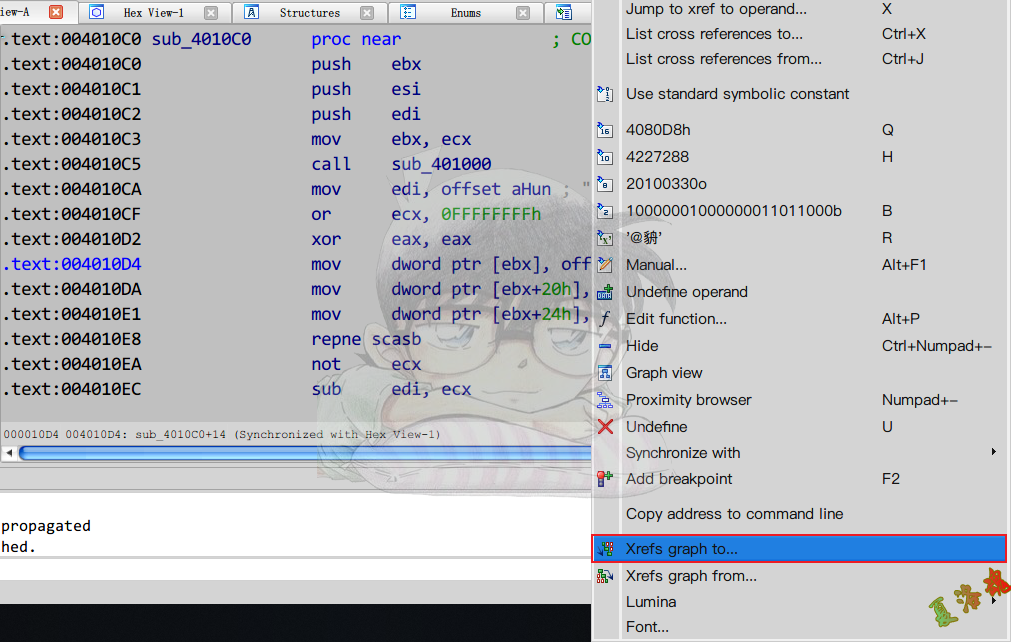 iew-A Hex View-1 Structures Enums
.text:004010C0 sub_4010C0 proc near ; CO
.text:004010C0 push ebx
.text:004010C1 push esi
.text:004010C2 push edi
.text:004010C3 mov ebx, ecx
.text:004010C5 call sub_401000
.text:004010CA mov edi, offset aHun ; "
.text:004010CF or ecx, 0FFFFFFFFh
.text:004010D2 xor eax, eax
.text:004010D4 mov dword ptr [ebx], off
.text:004010DA mov dword ptr [ebx+20h],
.text:004010E1 mov dword ptr [ebx+24h],
.text:004010E8 repne scasb
.text:004010EA not ecx
.text:004010EC sub edi, ecx
000010D4 004010D4: sub_4010C0+14 (Synchronized with Hex View-1)
propagated
hed.
Jump to xref to operand... X
List cross references to... Ctrl+X
List cross references from... Ctrl+J
Use standard symbolic constant
4080D8h Q
4227288 H
20100330o
10000001000000011011000b B
'@貈' R
Manual... Alt+F1
Undefine operand
Edit function... Alt+P
Hide Ctrl+Numpad+-
Graph view
Proximity browser Numpad+-
Undefine U
Synchronize with
Add breakpoint F2
Copy address to command line
Xrefs graph to...
Xrefs graph from...
Lumina
Font...